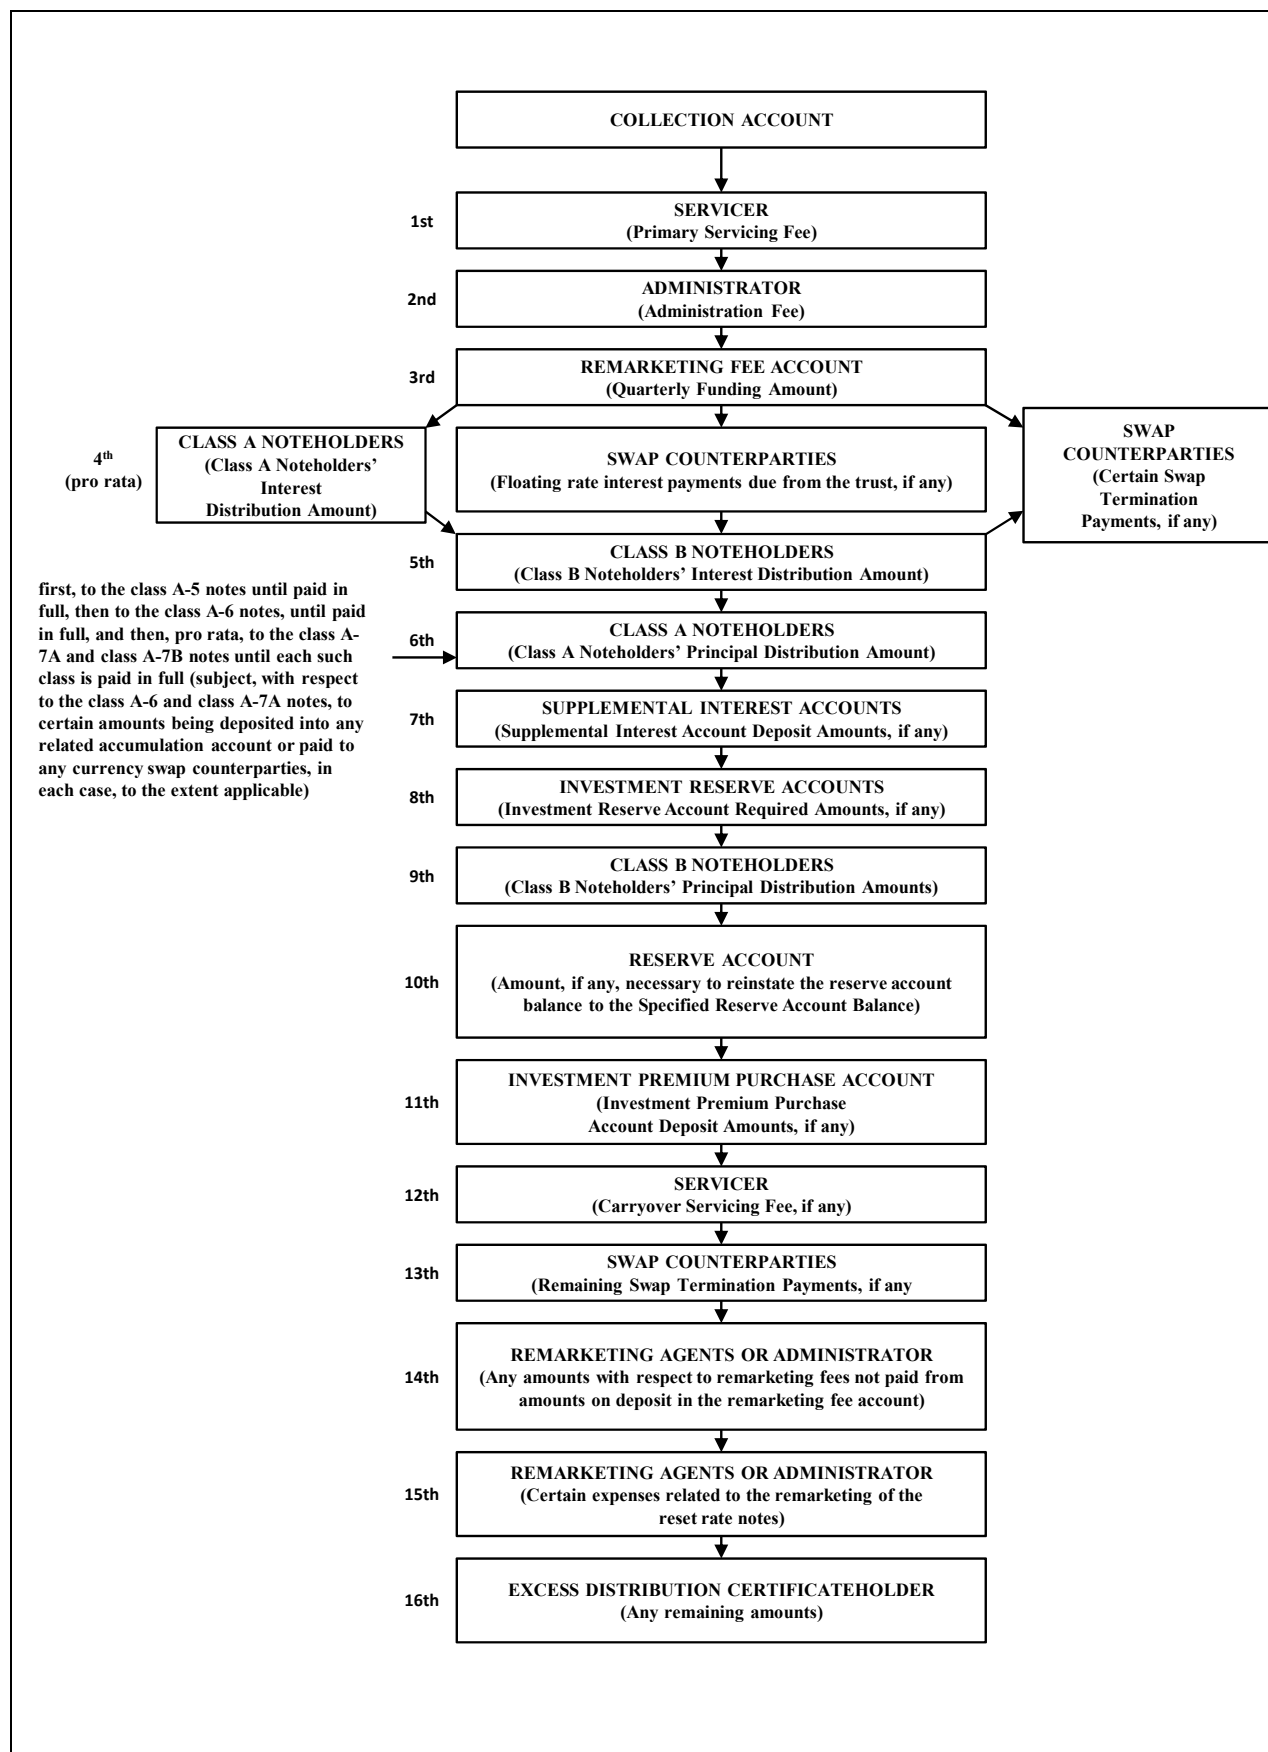 COLLECTION ACCOUNT
1st
SERVICER
(Primary Servicing Fee)
2nd
ADMINISTRATOR
(Administration Fee)
3rd
REMARKETING FEE ACCOUNT
(Quarterly Funding Amount)
4th
(pro rata)
CLASS A NOTEHOLDERS
(Class A Noteholders’
Interest
Distribution Amount)
SWAP COUNTERPARTIES
(Floating rate interest payments due from the trust, if any)
SWAP
COUNTERPARTIES
(Certain Swap
Termination
Payments, if any)
5th
CLASS B NOTEHOLDERS
(Class B Noteholders’ Interest Distribution Amount)
first, to the class A-5 notes until paid in
full, then to the class A-6 notes, until paid
in full, and then, pro rata, to the class A-
7A and class A-7B notes until each such
class is paid in full (subject, with respect
to the class A-6 and class A-7A notes, to
certain amounts being deposited into any
related accumulation account or paid to
any currency swap counterparties, in
each case, to the extent applicable)
6th
CLASS A NOTEHOLDERS
(Class A Noteholders’ Principal Distribution Amount)
7th
SUPPLEMENTAL INTEREST ACCOUNTS
(Supplemental Interest Account Deposit Amounts, if any)
8th
INVESTMENT RESERVE ACCOUNTS
(Investment Reserve Account Required Amounts, if any)
9th
CLASS B NOTEHOLDERS
(Class B Noteholders’ Principal Distribution Amounts)
10th
RESERVE ACCOUNT
(Amount, if any, necessary to reinstate the reserve account
balance to the Specified Reserve Account Balance)
11th
INVESTMENT PREMIUM PURCHASE ACCOUNT
(Investment Premium Purchase
Account Deposit Amounts, if any)
12th
SERVICER
(Carryover Servicing Fee, if any)
13th
SWAP COUNTERPARTIES
(Remaining Swap Termination Payments, if any
14th
REMARKETING AGENTS OR ADMINISTRATOR
(Any amounts with respect to remarketing fees not paid from
amounts on deposit in the remarketing fee account)
15th
REMARKETING AGENTS OR ADMINISTRATOR
(Certain expenses related to the remarketing of the
reset rate notes)
16th
EXCESS DISTRIBUTION CERTIFICATEHOLDER
(Any remaining amounts)